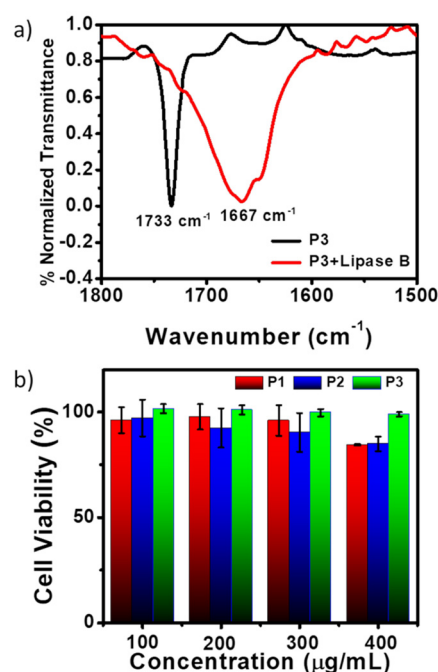 a)
% Normalized Transmittance
1.0
0.8
0.6
0.4
0.2
0.0
-0.2
-0.4
1733 cm⁻¹ 1667 cm⁻¹
P3
P3+Lipase B
1800 1700 1600 1500
Wavenumber (cm⁻¹)
b)
P1 P2 P3
Cell Viability (%)
100
50
0
100 200 300 400
Concentration (μg/mL)